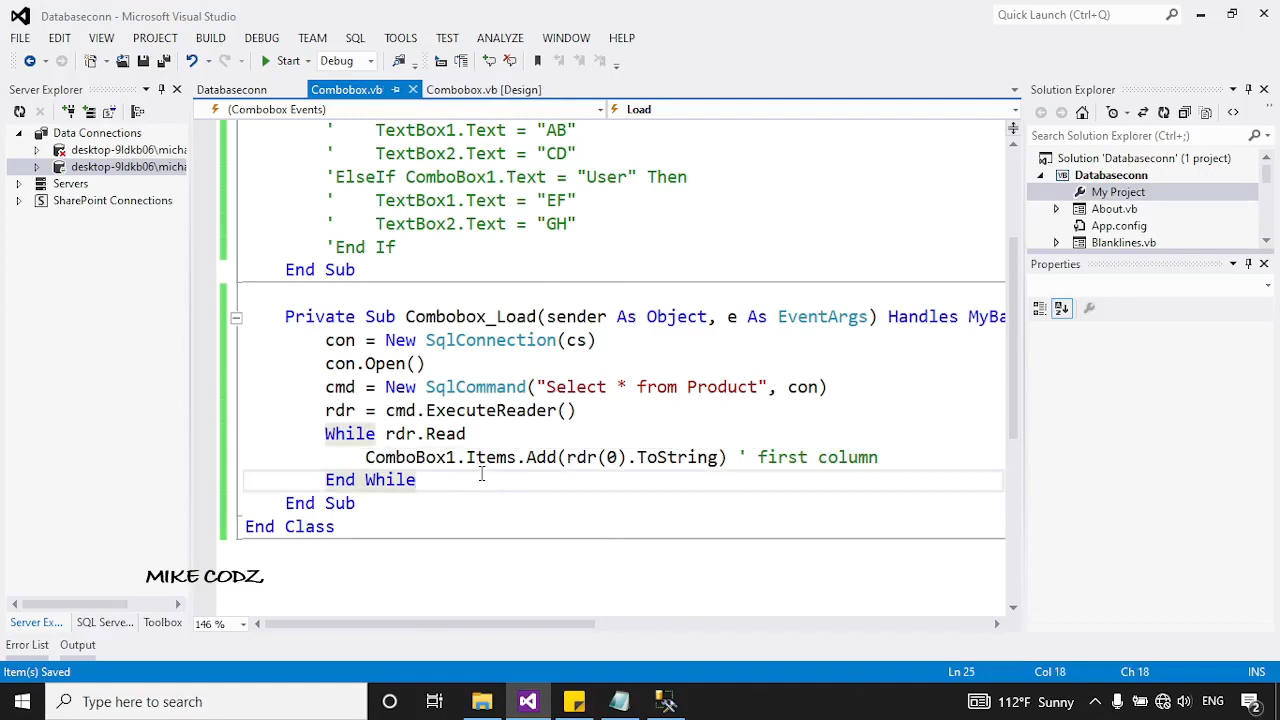 Databaseconn - Microsoft Visual Studio
Quick Launch (Ctrl+Q)
FILE EDIT VIEW PROJECT BUILD DEBUG TEAM SQL TOOLS TEST ANALYZE WINDOW HELP
Start Debug
Server Explorer
Data Connections
desktop-9ldkb06\micha
desktop-9ldkb06\micha
Servers
SharePoint Connections
Databaseconn Combobox.vb Combobox.vb [Design]
(Combobox Events) Load
' TextBox1.Text = "AB"
' TextBox2.Text = "CD"
'ElseIf ComboBox1.Text = "User" Then
' TextBox1.Text = "EF"
' TextBox2.Text = "GH"
'End If
End Sub
Private Sub Combobox_Load(sender As Object, e As EventArgs) Handles MyBa
con = New SqlConnection(cs)
con.Open()
cmd = New SqlCommand("Select * from Product", con)
rdr = cmd.ExecuteReader()
While rdr.Read
ComboBox1.Items.Add(rdr(0).ToString) ' first column
End While
End Sub
End Class
MIKE CODZ,
146 %
Solution Explorer
Search Solution Explorer (Ctrl+;)
Solution 'Databaseconn' (1 project)
Databaseconn
My Project
About.vb
App.config
Blanklines.vb
Properties
Server Ex... SQL Serve... Toolbox
Error List Output
Item(s) Saved Ln 25 Col 18 Ch 18 INS
Type here to search
112°F Sunny ENG 2